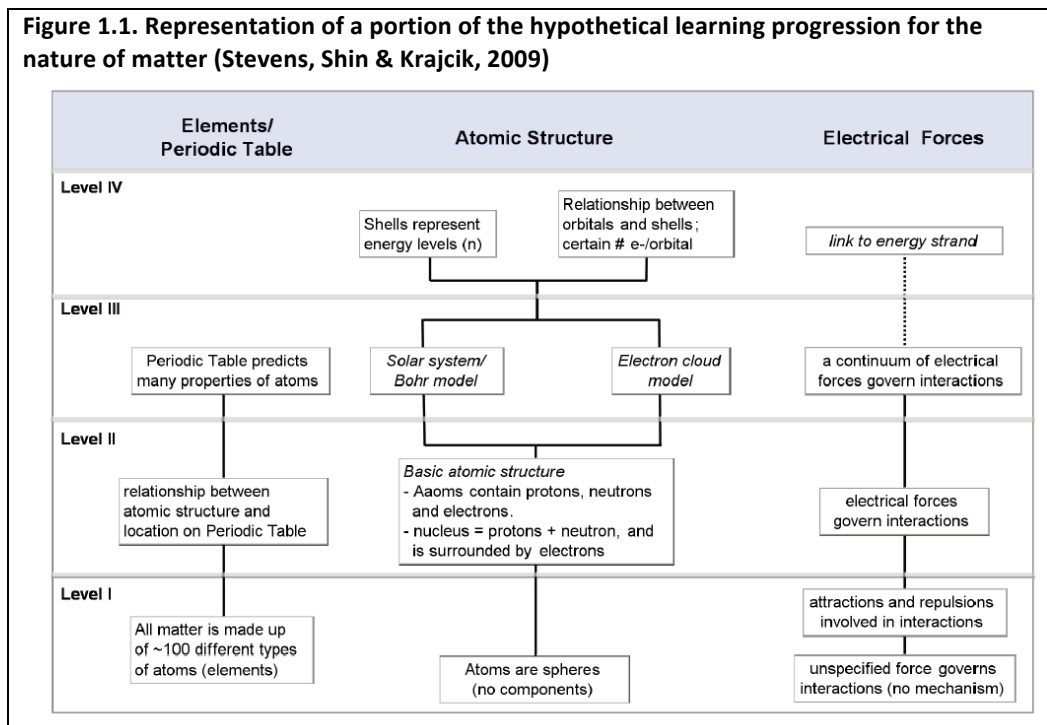 Figure 1.1. Representation of a portion of the hypothetical learning progression for the
nature of matter (Stevens, Shin & Krajcik, 2009)
Elements/
Periodic Table
Atomic Structure
Electrical Forces
Level IV
Shells represent
energy levels (n)
Relationship between
orbitals and shells;
certain # e-/orbital
link to energy strand
Level III
Periodic Table predicts
many properties of atoms
Solar system/
Bohr model
Electron cloud
model
a continuum of electrical
forces govern interactions
Level II
relationship between
atomic structure and
location on Periodic Table
Basic atomic structure
- Aaoms contain protons, neutrons
and electrons.
- nucleus = protons + neutron, and
is surrounded by electrons
electrical forces
govern interactions
Level I
All matter is made up
of ~100 different types
of atoms (elements)
Atoms are spheres
(no components)
attractions and repulsions
involved in interactions
unspecified force governs
interactions (no mechanism)